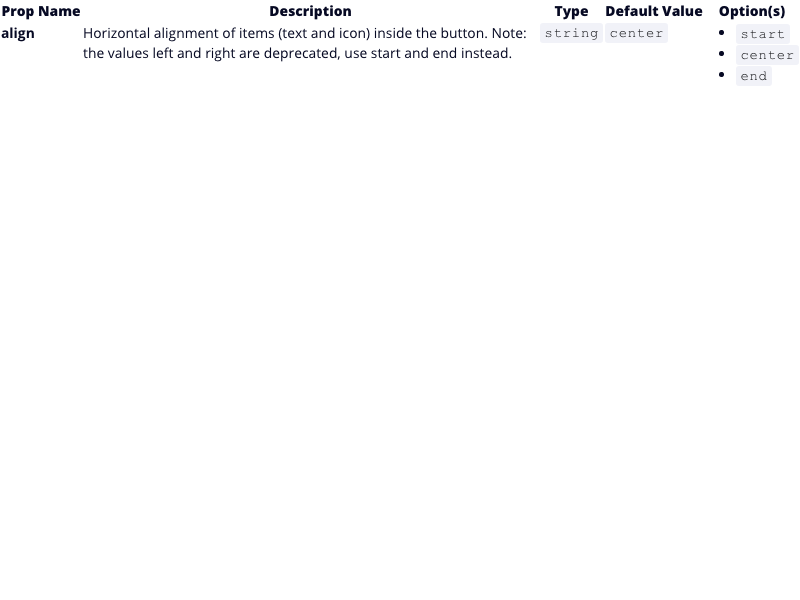 Prop Name Description Type Default Value Option(s)
align Horizontal alignment of items (text and icon) inside the button. Note: string center start
the values left and right are deprecated, use start and end instead. center
end